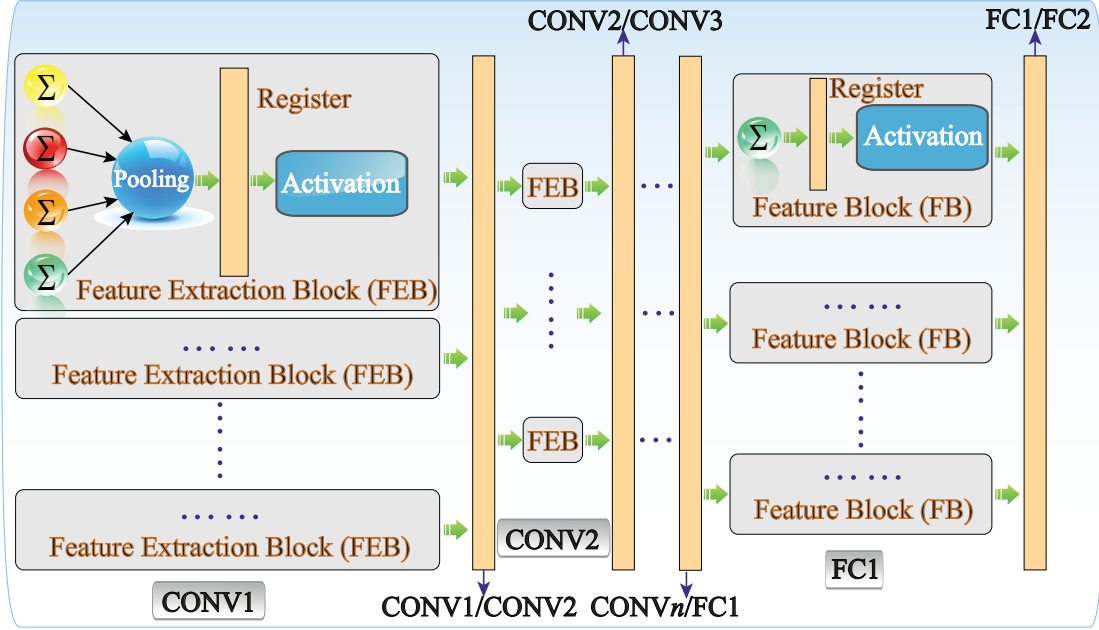 CONV2/CONV3
FC1/FC2
Σ
Σ
Σ
Σ
Pooling
Register
Activation
Feature Extraction Block (FEB)
...... 
Feature Extraction Block (FEB)
......
Feature Extraction Block (FEB)
CONV1
FEB
FEB
CONV2
CONV1/CONV2
CONVn/FC1
Σ
Register
Activation
Feature Block (FB)
......
Feature Block (FB)
......
Feature Block (FB)
FC1